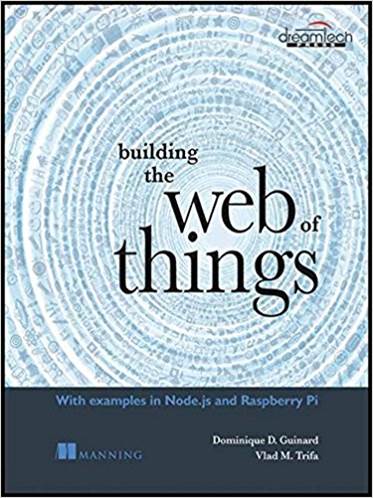 dreamtech
PRESS
building
the
web of
things
With examples in Node.js and Raspberry Pi
Dominique D. Guinard
Vlad M. Trifa
MANNING